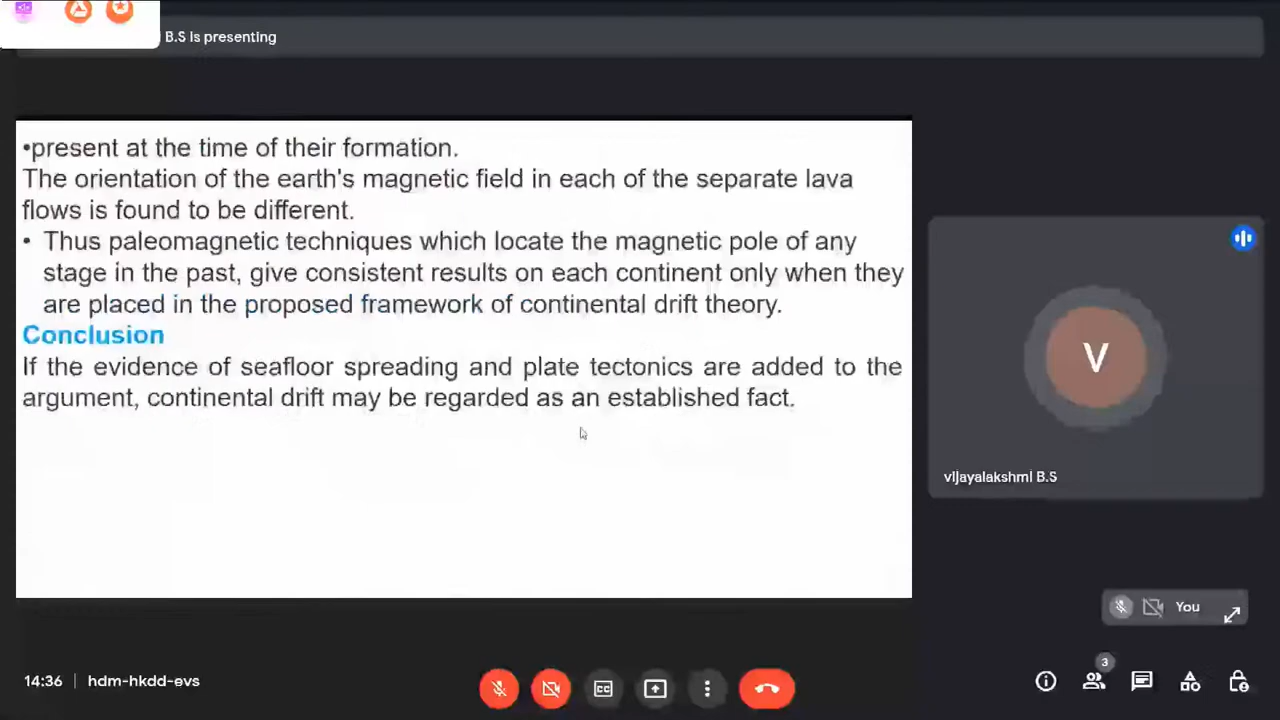 B.S is presenting
•present at the time of their formation.
The orientation of the earth's magnetic field in each of the separate lava
flows is found to be different.
• Thus paleomagnetic techniques which locate the magnetic pole of any
stage in the past, give consistent results on each continent only when they
are placed in the proposed framework of continental drift theory.
Conclusion
If the evidence of seafloor spreading and plate tectonics are added to the
argument, continental drift may be regarded as an established fact.
V
vijayalakshmi B.S
You
14:36 | hdm-hkdd-evs
CC
3